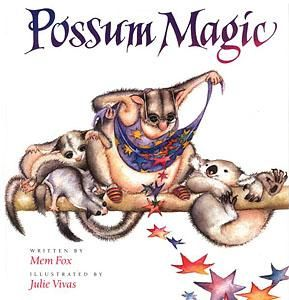 Possum Magic
WRITTEN BY
Mem Fox
ILLUSTRATED BY
Julie Vivas